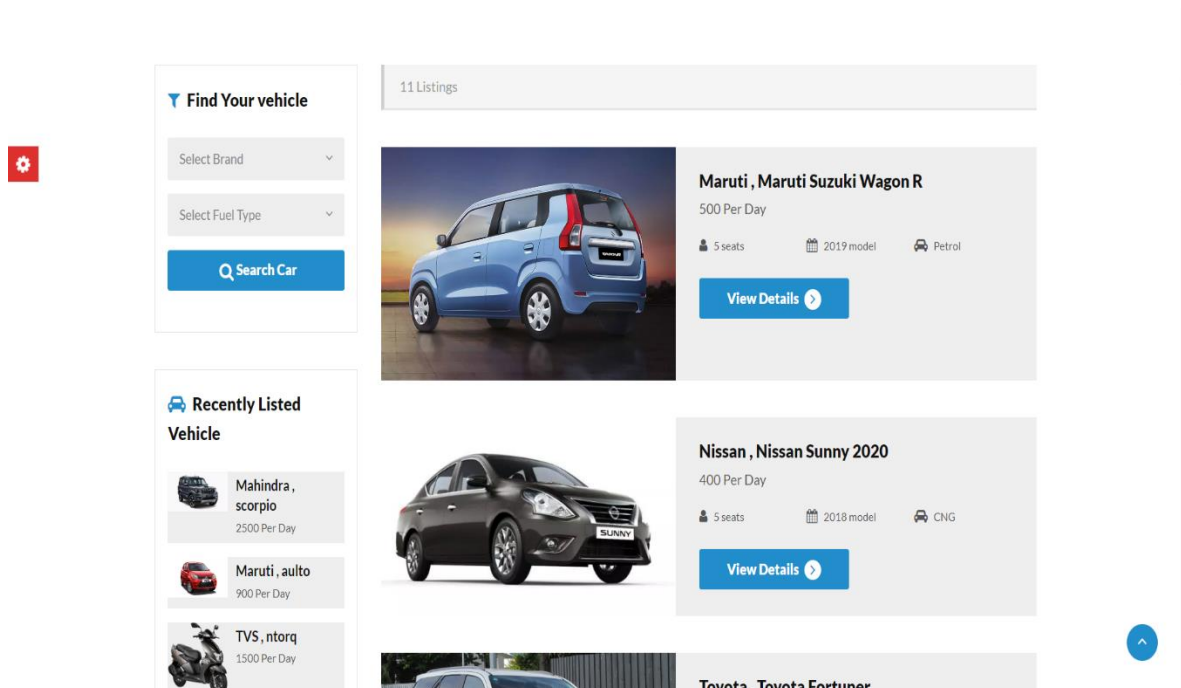 Find Your vehicle
Select Brand
Select Fuel Type
Search Car
Recently Listed
Vehicle
Mahindra ,
scorpio
2500 Per Day
Maruti , aulto
900 Per Day
TVS , ntorq
1500 Per Day
11 Listings
Maruti , Maruti Suzuki Wagon R
500 Per Day
5 seats 2019 model Petrol
View Details
Nissan , Nissan Sunny 2020
400 Per Day
5 seats 2018 model CNG
View Details
SUNNY
Toyota , Toyota Fortuner